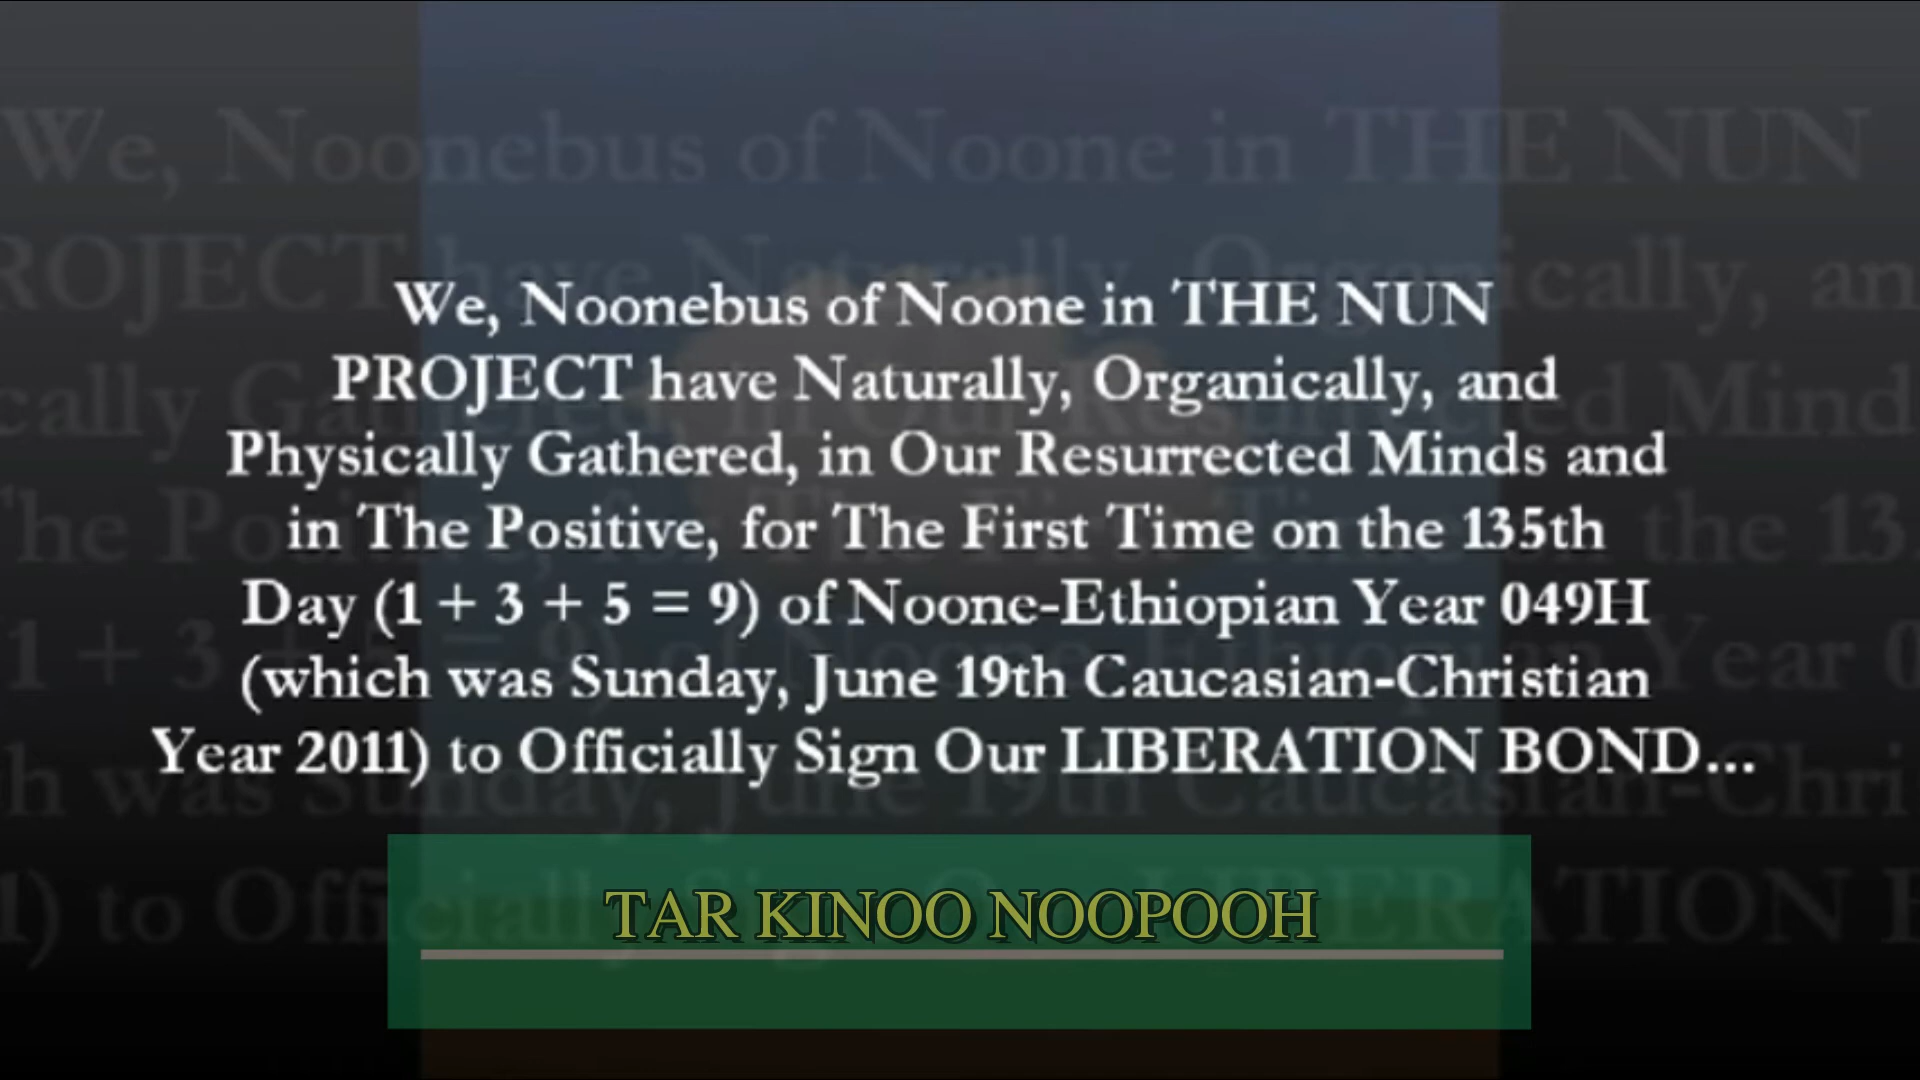 We, Noonebus of Noone in THE NUN
PROJECT have Naturally, Organically, and
Physically Gathered, in Our Resurrected Minds and
in The Positive, for The First Time on the 135th
Day (1 + 3 + 5 = 9) of Noone-Ethiopian Year 049H
(which was Sunday, June 19th Caucasian-Christian
Year 2011) to Officially Sign Our LIBERATION BOND...
TAR KINOO NOOPOOH